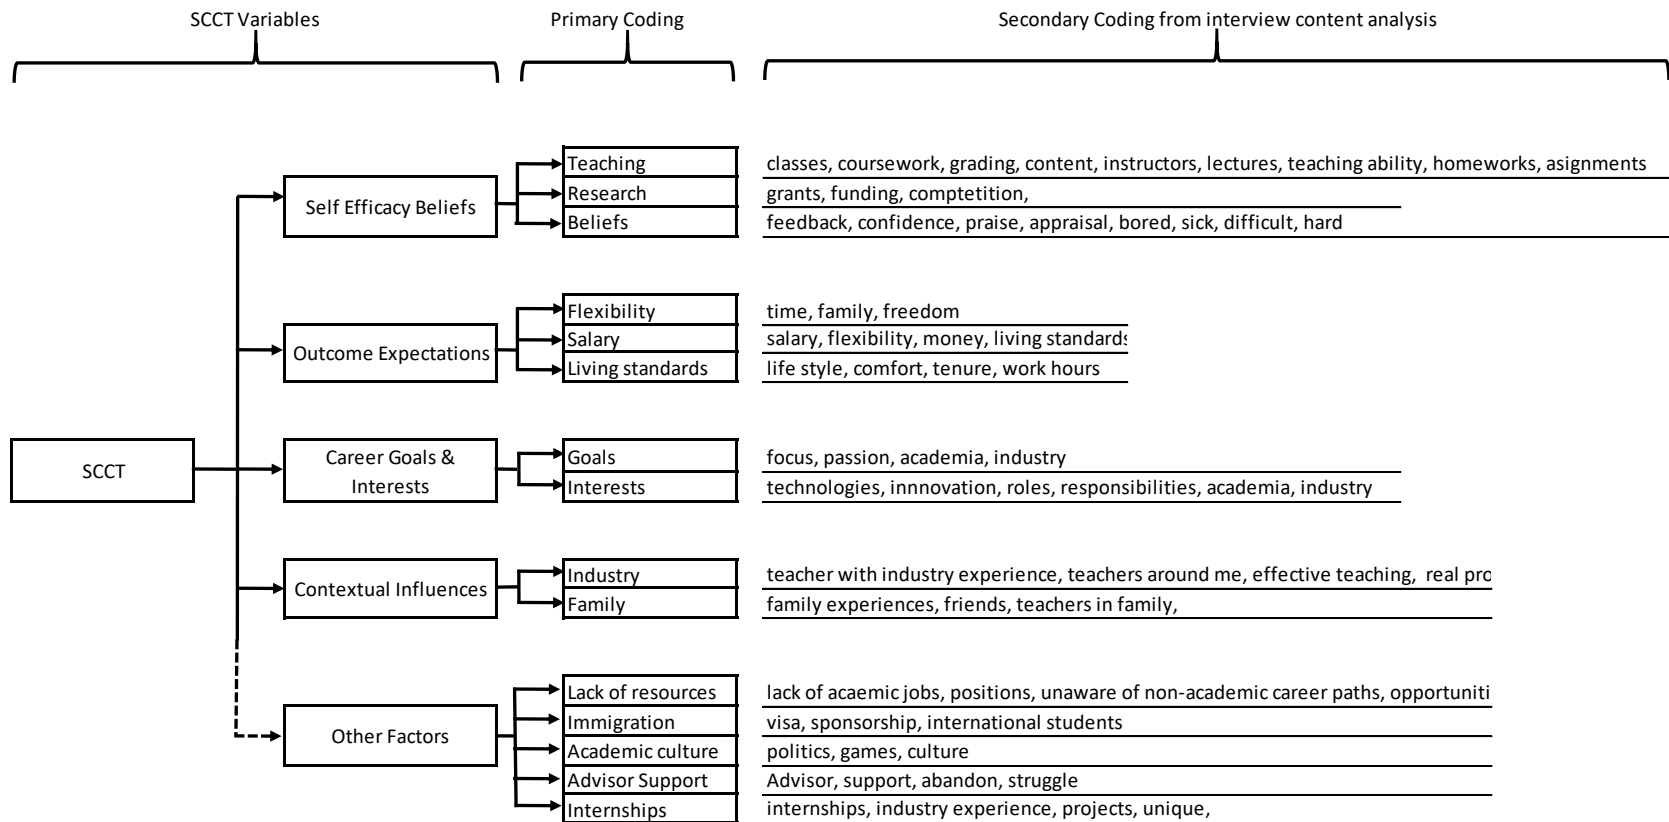 SCCT Variables
Primary Coding
Secondary Coding from interview content analysis
SCCT
Self Efficacy Beliefs
Teaching
classes, coursework, grading, content, instructors, lectures, teaching ability, homeworks, asignments
Research
grants, funding, comptetition,
Beliefs
feedback, confidence, praise, appraisal, bored, sick, difficult, hard
Outcome Expectations
Flexibility
time, family, freedom
Salary
salary, flexibility, money, living standards
Living standards
life style, comfort, tenure, work hours
Career Goals &
Interests
Goals
focus, passion, academia, industry
Interests
technologies, innnovation, roles, responsibilities, academia, industry
Contextual Influences
Industry
teacher with industry experience, teachers around me, effective teaching, real pro
Family
family experiences, friends, teachers in family,
Other Factors
Lack of resources
lack of acaemic jobs, positions, unaware of non-academic career paths, opportuniti
Immigration
visa, sponsorship, international students
Academic culture
politics, games, culture
Advisor Support
Advisor, support, abandon, struggle
Internships
internships, industry experience, projects, unique,